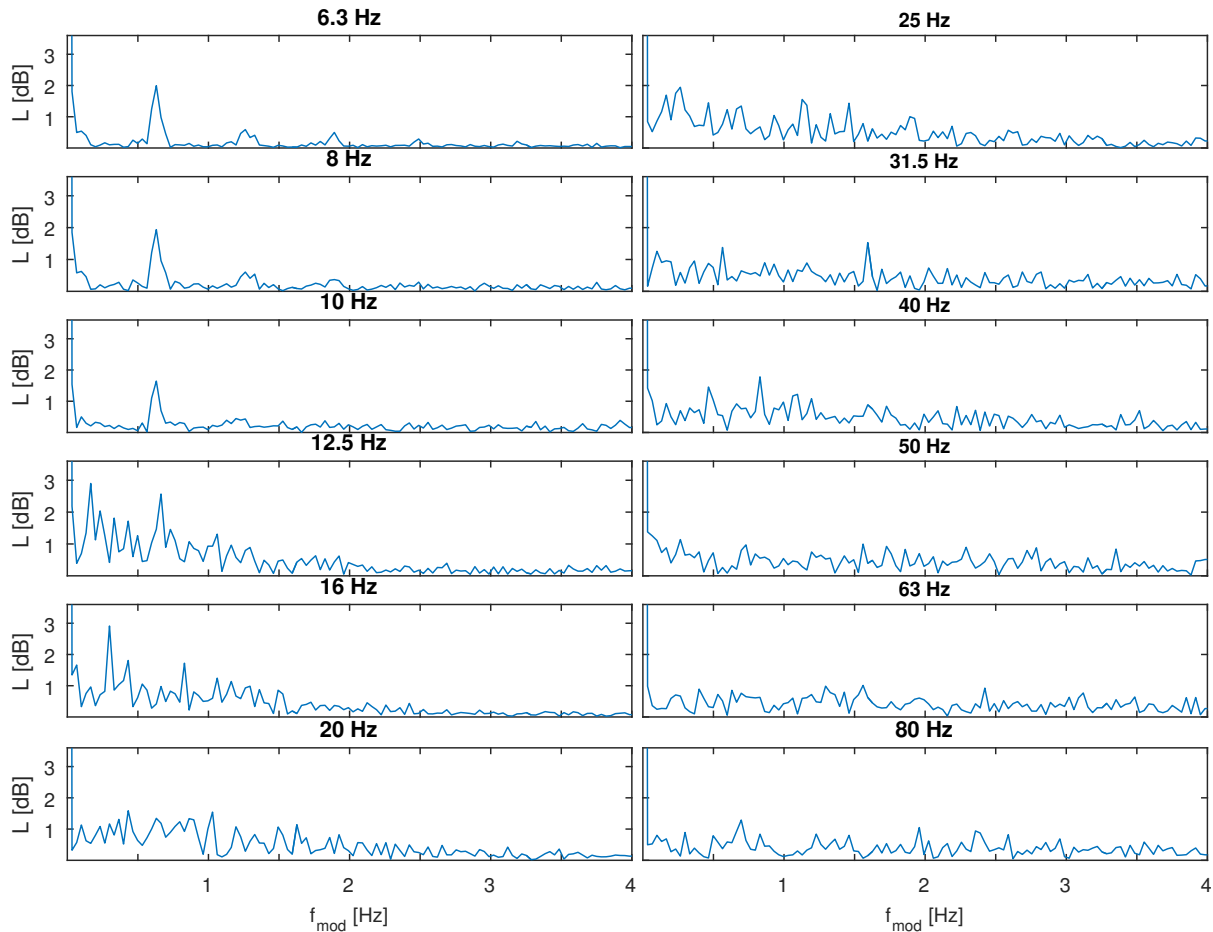 6.3 Hz
L [dB]
3
2
1
8 Hz
L [dB]
3
2
1
10 Hz
L [dB]
3
2
1
12.5 Hz
L [dB]
3
2
1
16 Hz
L [dB]
3
2
1
20 Hz
L [dB]
3
2
1
1 2 3 4
f_mod [Hz]
25 Hz
31.5 Hz
40 Hz
50 Hz
63 Hz
80 Hz
1 2 3 4
f_mod [Hz]